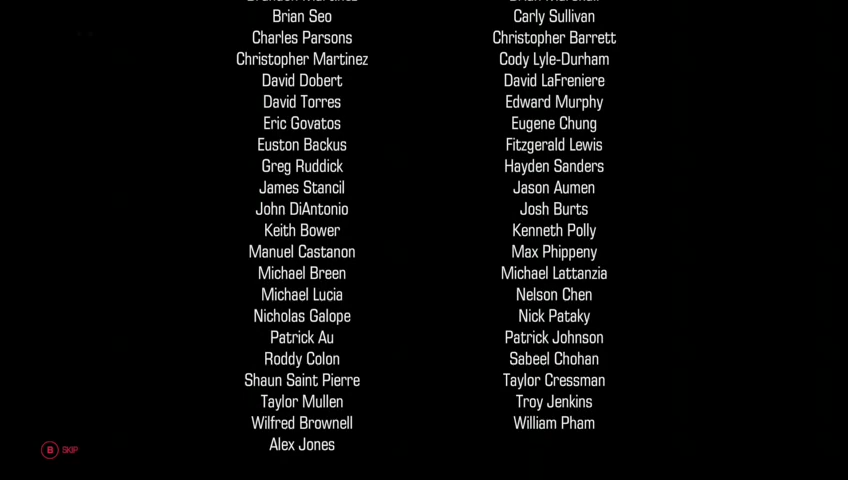 Brian Seo Carly Sullivan
Charles Parsons Christopher Barrett
Christopher Martinez Cody Lyle-Durham
David Dobert David LaFreniere
David Torres Edward Murphy
Eric Govatos Eugene Chung
Euston Backus Fitzgerald Lewis
Greg Ruddick Hayden Sanders
James Stancil Jason Aumen
John DiAntonio Josh Burts
Keith Bower Kenneth Polly
Manuel Castanon Max Phippeny
Michael Breen Michael Lattanzia
Michael Lucia Nelson Chen
Nicholas Galope Nick Pataky
Patrick Au Patrick Johnson
Roddy Colon Sabeel Chohan
Shaun Saint Pierre Taylor Cressman
Taylor Mullen Troy Jenkins
Wilfred Brownell William Pham
Alex Jones
B SKIP